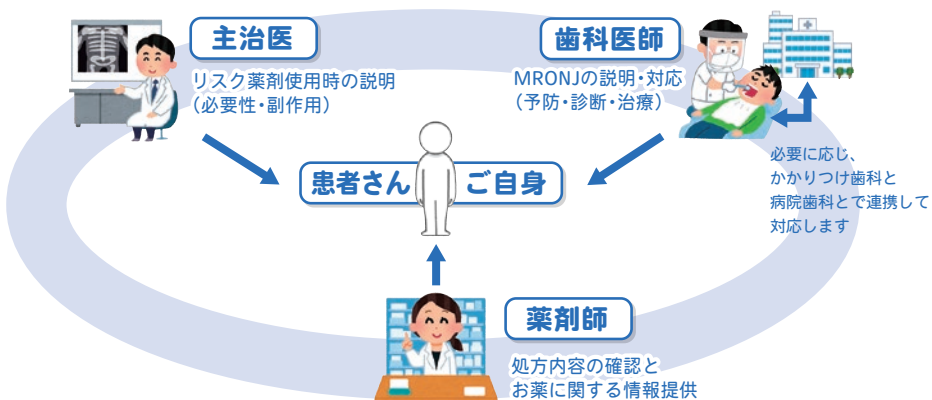 主治医
リスク薬剤使用時の説明
（必要性・副作用）
歯科医師
MRONJの説明・対応
（予防・診断・治療）
必要に応じ、
かかりつけ歯科と
病院歯科とで連携して
対応します
患者さん ご自身
薬剤師
処方内容の確認と
お薬に関する情報提供